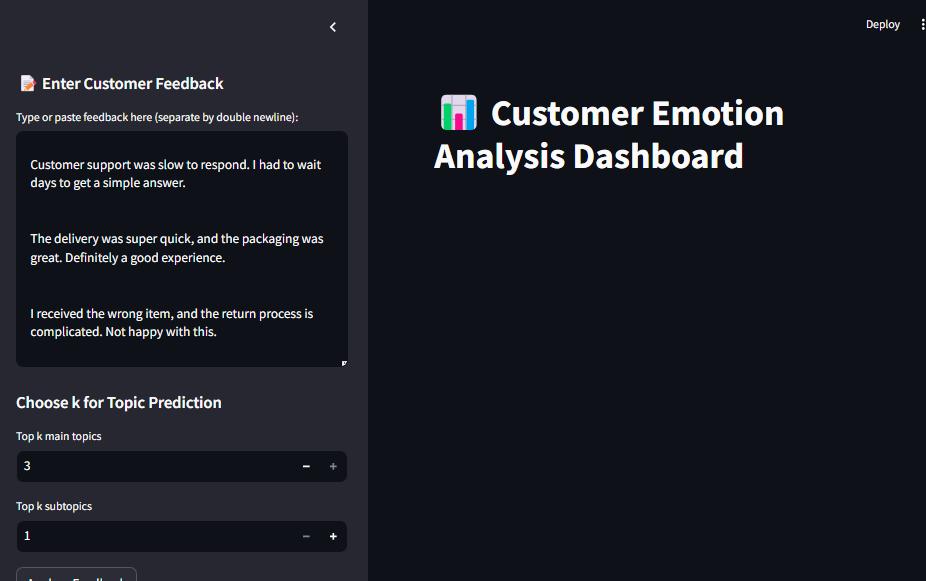 Deploy
Enter Customer Feedback
Type or paste feedback here (separate by double newline):
Customer support was slow to respond. I had to wait
days to get a simple answer.
The delivery was super quick, and the packaging was
great. Definitely a good experience.
I received the wrong item, and the return process is
complicated. Not happy with this.
Choose k for Topic Prediction
Top k main topics
3
Top k subtopics
1
Customer Emotion
Analysis Dashboard